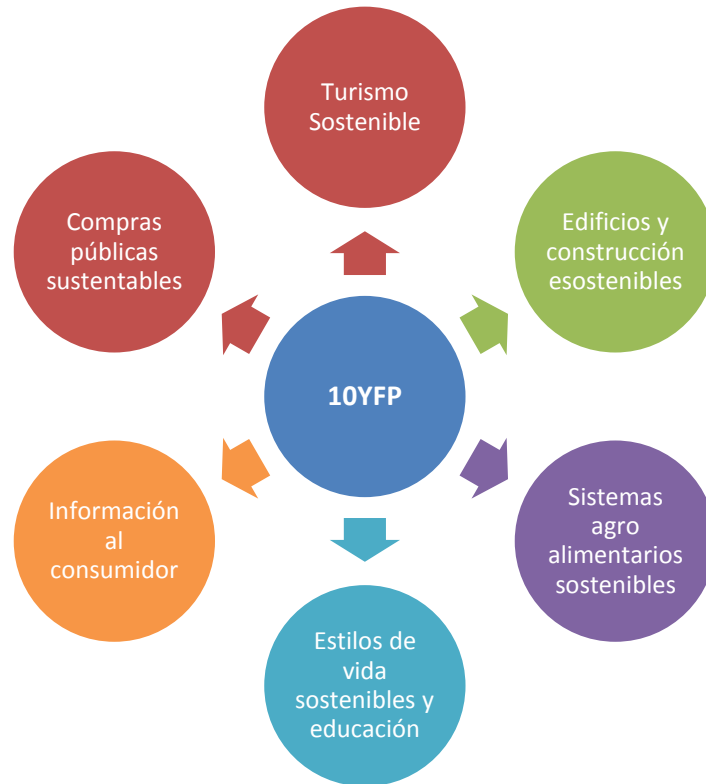 Turismo
Sostenible
Compras
públicas
sustentables
Edificios y
construcción
esostenibles
10YFP
Información
al
consumidor
Sistemas
agro
alimentarios
sostenibles
Estilos de
vida
sostenibles y
educación